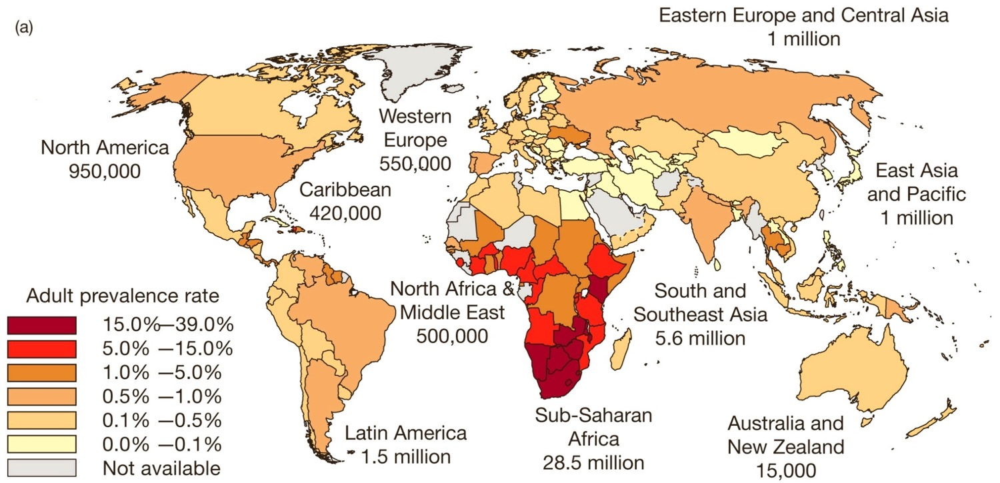 (a)
Eastern Europe and Central Asia
1 million
Western
Europe
550,000
North America
950,000
Caribbean
420,000
East Asia
and Pacific
1 million
North Africa &
Middle East
500,000
South and
Southeast Asia
5.6 million
Adult prevalence rate
15.0%–39.0%
5.0% –15.0%
1.0% –5.0%
0.5% –1.0%
0.1% –0.5%
0.0% –0.1%
Not available
Latin America
1.5 million
Sub-Saharan
Africa
28.5 million
Australia and
New Zealand
15,000